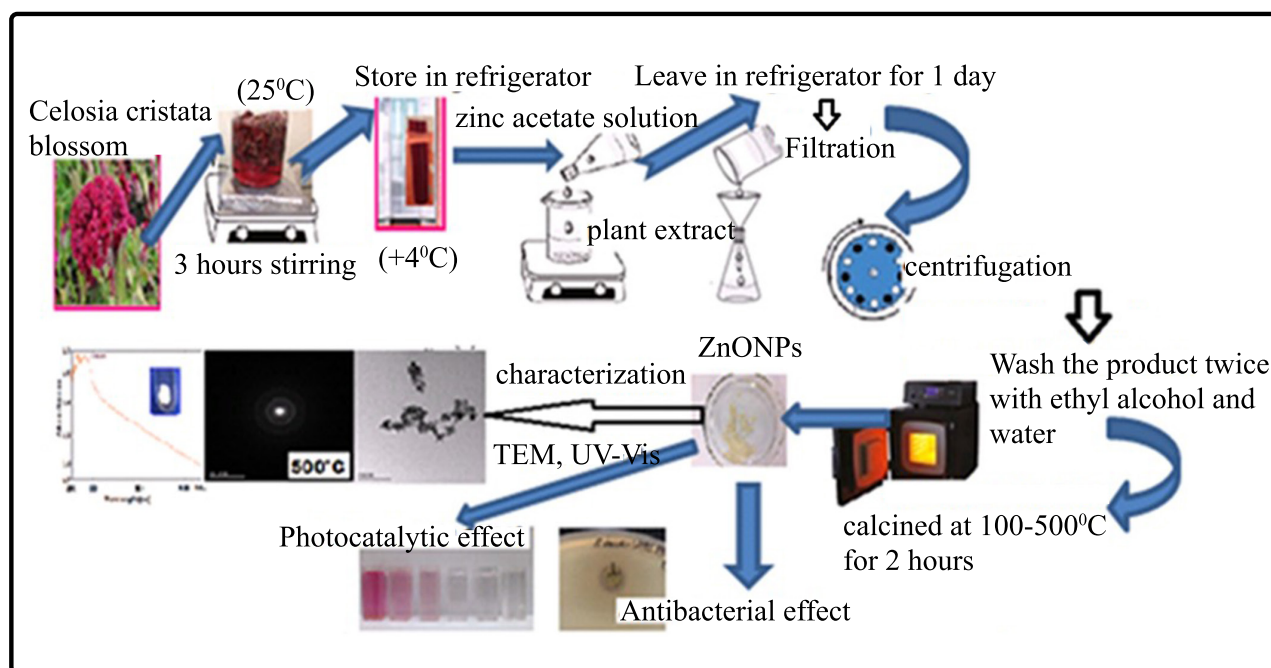 Celosia cristata
blossom
(25⁰C)
3 hours stirring
Store in refrigerator
(+4⁰C)
zinc acetate solution
plant extract
Leave in refrigerator for 1 day
Filtration
centrifugation
Wash the product twice
with ethyl alcohol and
water
calcined at 100-500⁰C
for 2 hours
ZnONPs
characterization
TEM, UV-Vis
500°C
Photocatalytic effect
Antibacterial effect